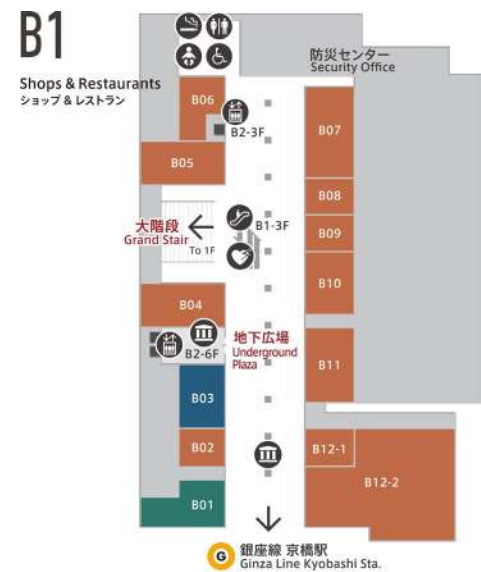 B1
Shops & Restaurants
ショップ & レストラン
防災センター
Security Office
B06
B2-3F
B07
B05
B08
大階段
Grand Stair
To 1F
B1-3F
B09
B10
B04
地下広場
Underground
Plaza
B2-6F
B11
B03
B02
B12-1
B12-2
B01
G
銀座線 京橋駅
Ginza Line Kyobashi Sta.